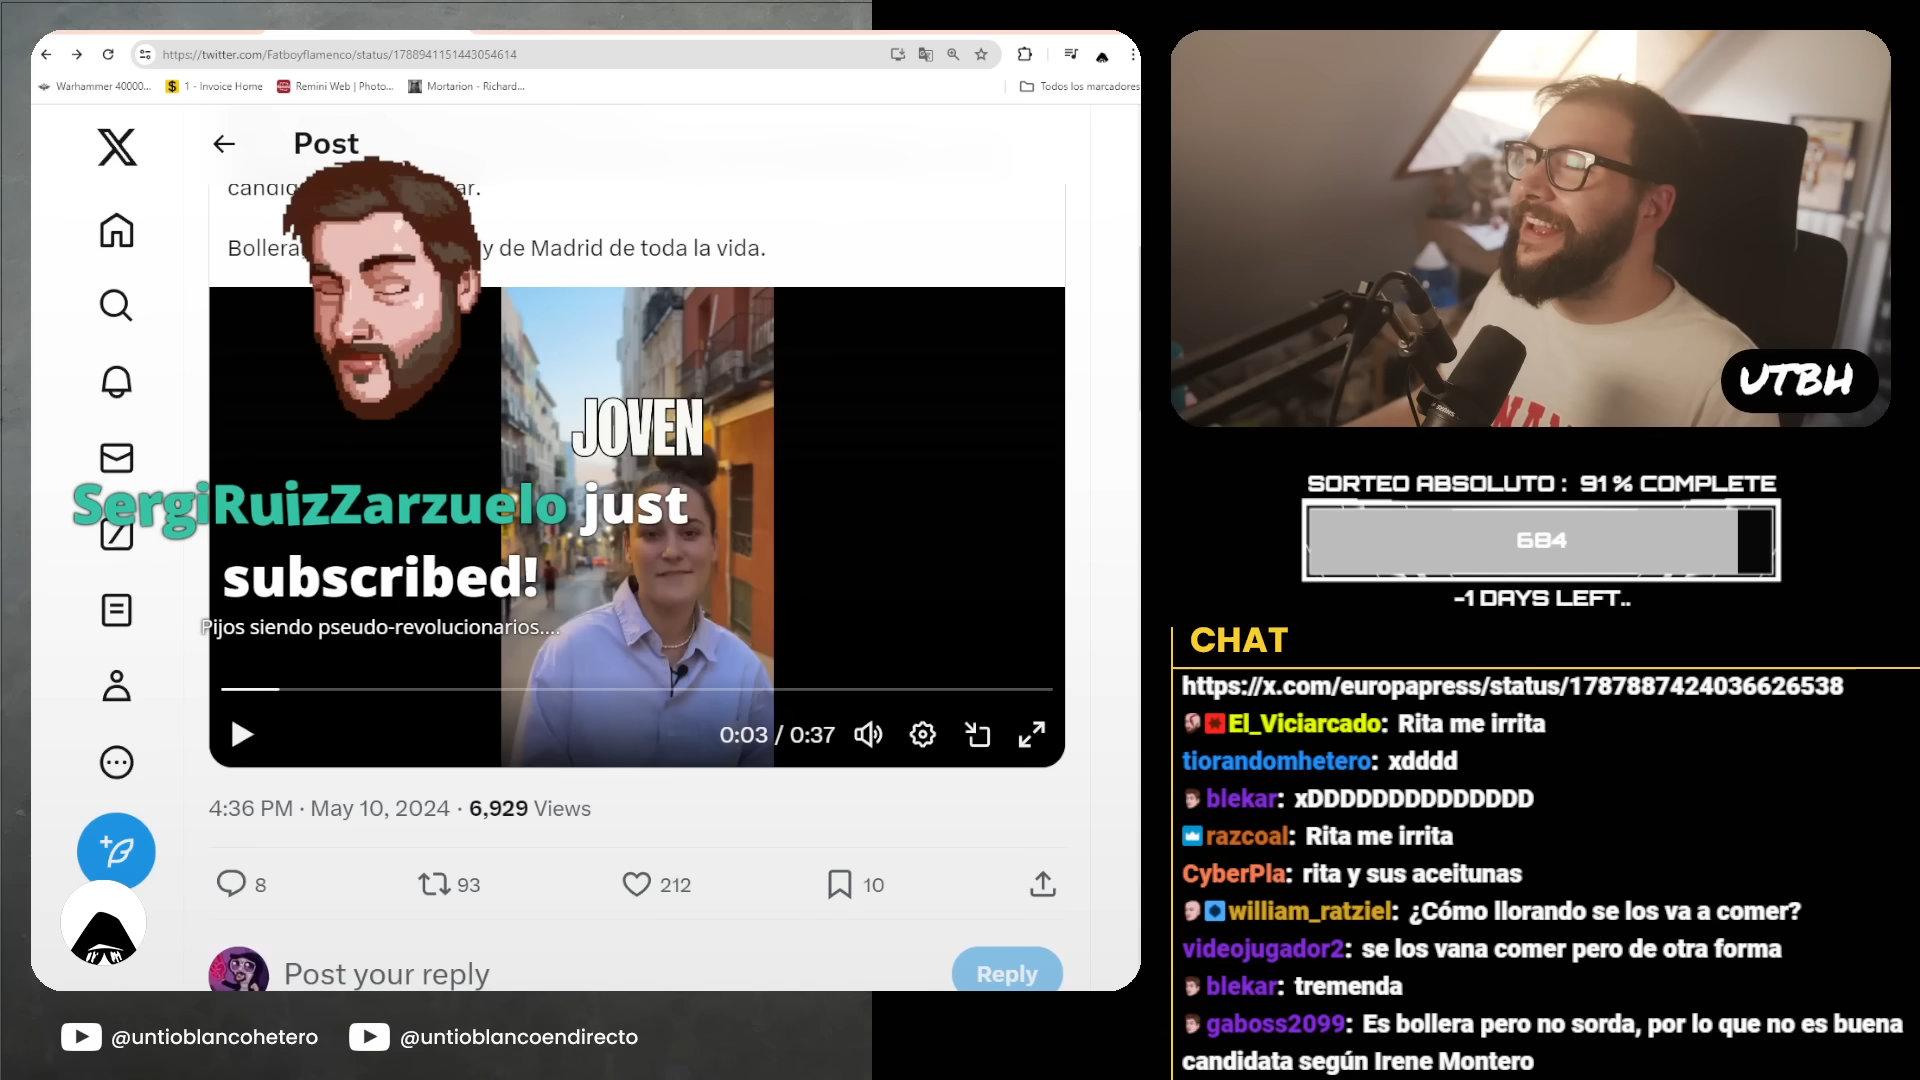 https://twitter.com/Fatboyflamenco/status/1788941151443054614
Warhammer 40000...
1 - Invoice Home
Remini Web | Photo...
Mortarion - Richard...
Todos los marcadores
Post
candid
ar.
Bollera
y de Madrid de toda la vida.
JOVEN
SergiRuizZarzuelo just
subscribed!
Pijos siendo pseudo-revolucionarios....
0:03 / 0:37
4:36 PM · May 10, 2024 · 6,929 Views
8
93
212
10
Post your reply
Reply
@untioblancohetero
@untioblancoendirecto
UTBH
SORTEO ABSOLUTO : 91 % COMPLETE
684
-1 DAYS LEFT..
CHAT
https://x.com/europapress/status/1787887424036626538
El_Viciarcado: Rita me irrita
tiorandomhetero: xdddd
blekar: xDDDDDDDDDDDDDD
razcoal: Rita me irrita
CyberPla: rita y sus aceitunas
william_ratziel: ¿Cómo llorando se los va a comer?
videojugador2: se los vana comer pero de otra forma
blekar: tremenda
gaboss2099: Es bollera pero no sorda, por lo que no es buena
candidata según Irene Montero